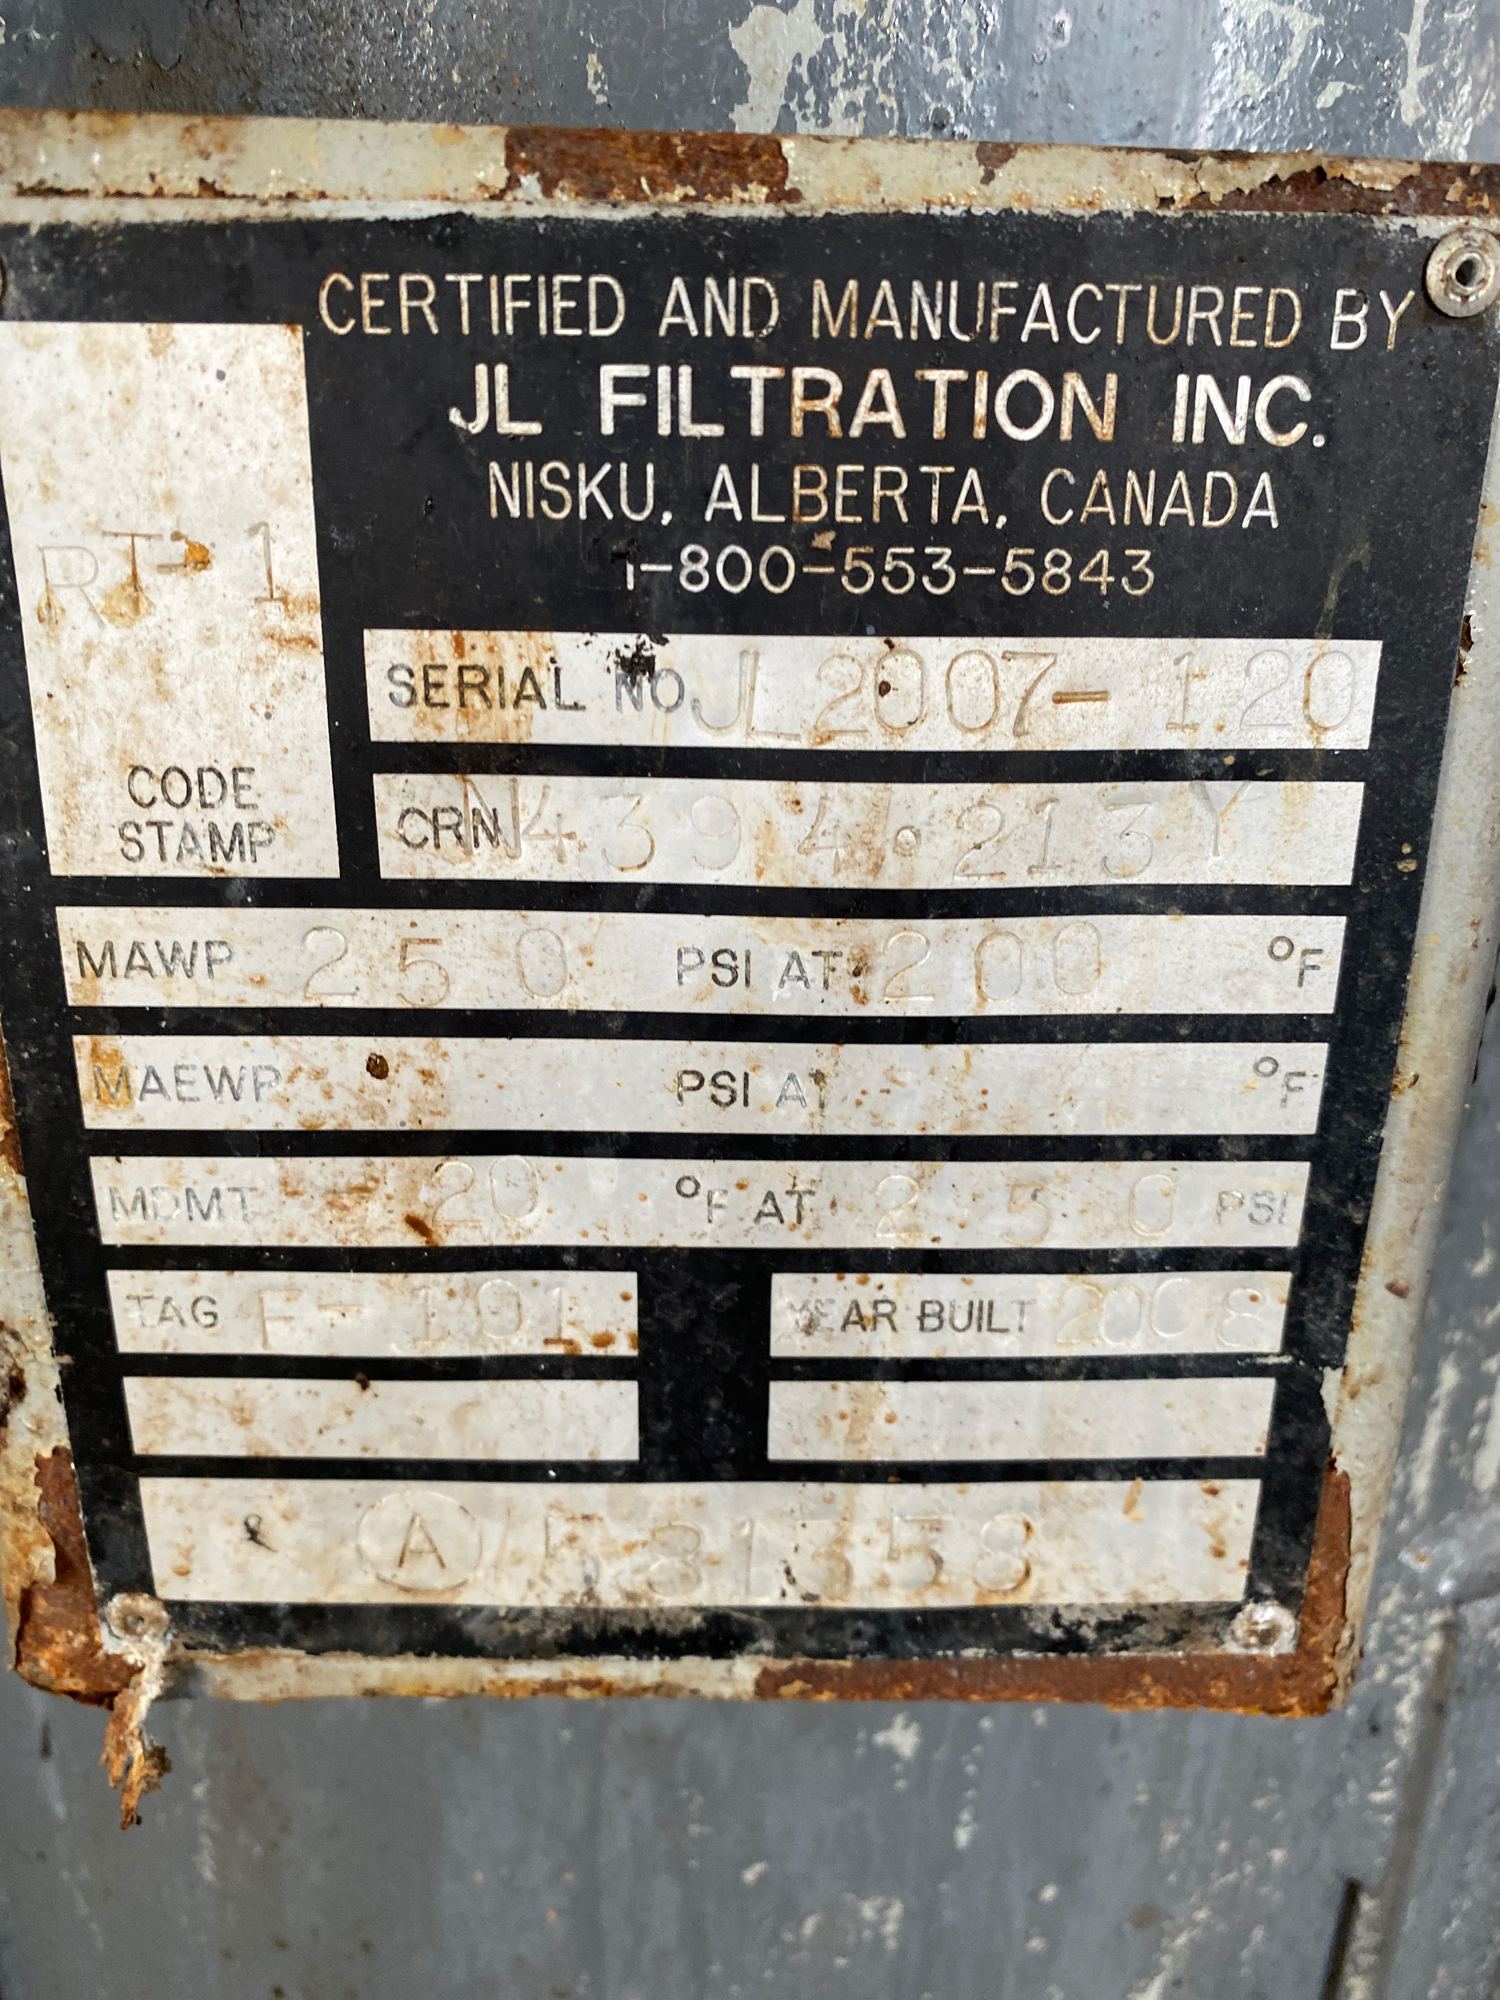 CERTIFIED AND MANUFACTURED BY
JL FILTRATION INC.
NISKU, ALBERTA, CANADA
1-800-553-5843
RT-1
CODE
STAMP
SERIAL NO. JL2007-120
CRN N4394.213Y
MAWP 250 PSI AT 200 °F
MAEWP PSI AT °F
MDMT -20 °F AT 250 PSI
TAG F-101 YEAR BUILT 2008
A 581358